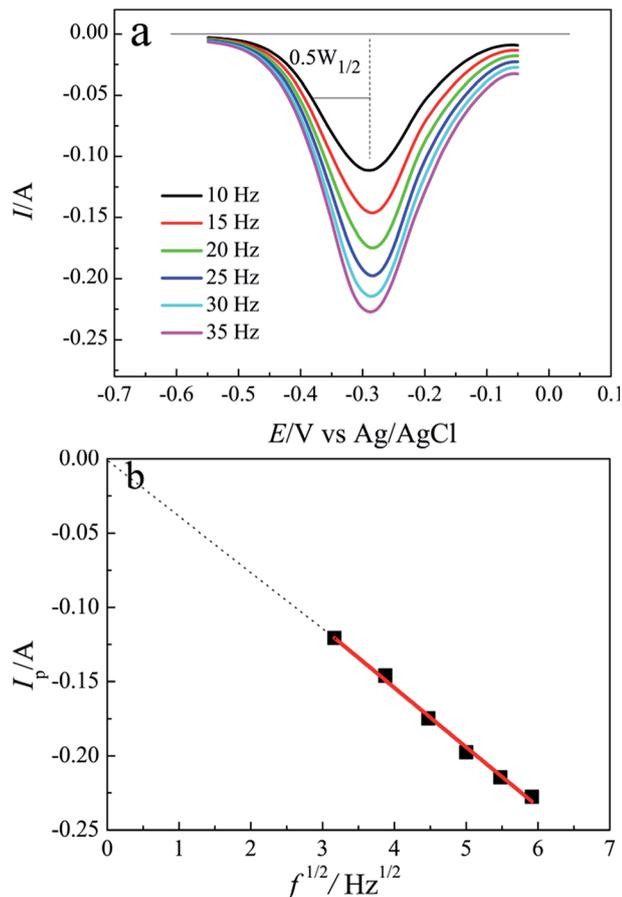 a
0.00
-0.05
-0.10
-0.15
-0.20
-0.25
I/A
0.5W1/2
10 Hz
15 Hz
20 Hz
25 Hz
30 Hz
35 Hz
-0.7 -0.6 -0.5 -0.4 -0.3 -0.2 -0.1 0.0 0.1
E/V vs Ag/AgCl
b
0.00
-0.05
-0.10
-0.15
-0.20
-0.25
Ip/A
0 1 2 3 4 5 6 7
f 1/2/Hz1/2